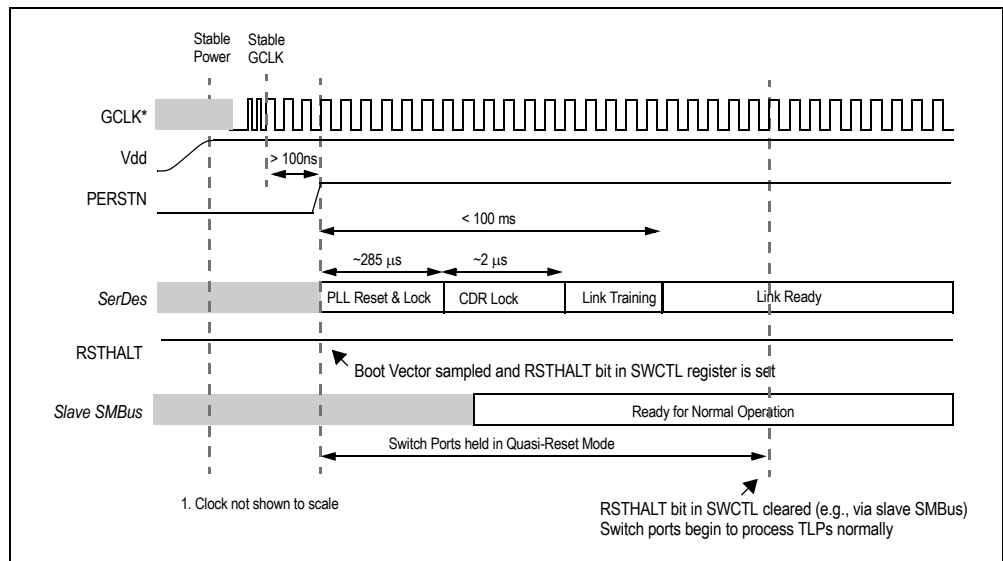 Stable Stable
Power GCLK
GCLK*
Vdd
> 100ns
PERSTN
< 100 ms
~285 μs ~2 μs
SerDes PLL Reset & Lock CDR Lock Link Training Link Ready
RSTHALT
Boot Vector sampled and RSTHALT bit in SWCTL register is set
Slave SMBus Ready for Normal Operation
Switch Ports held in Quasi-Reset Mode
1. Clock not shown to scale
RSTHALT bit in SWCTL cleared (e.g., via slave SMBus)
Switch ports begin to process TLPs normally